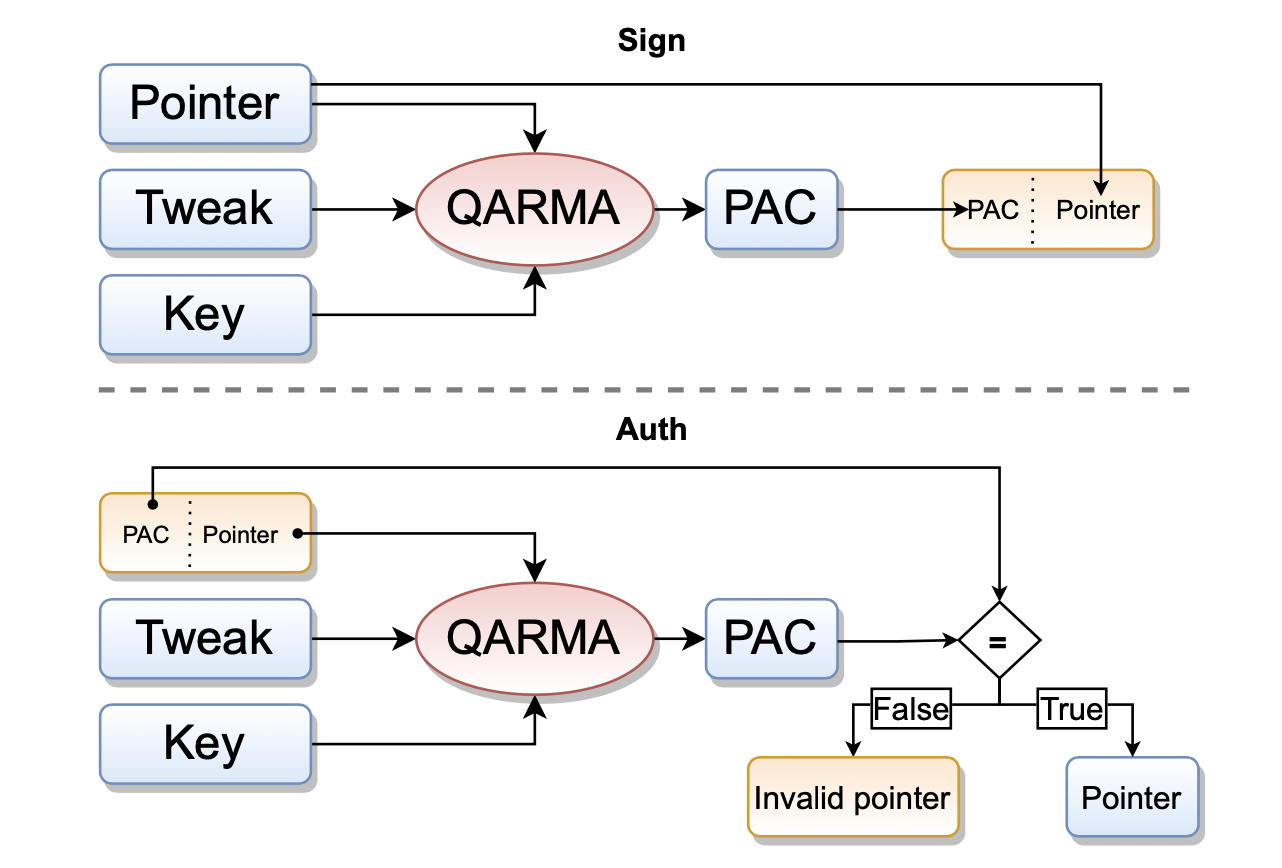 Sign
Pointer
Tweak
QARMA
PAC
PAC
Pointer
Key
Auth
PAC
Pointer
Tweak
QARMA
PAC
=
Key
False
True
Invalid pointer
Pointer